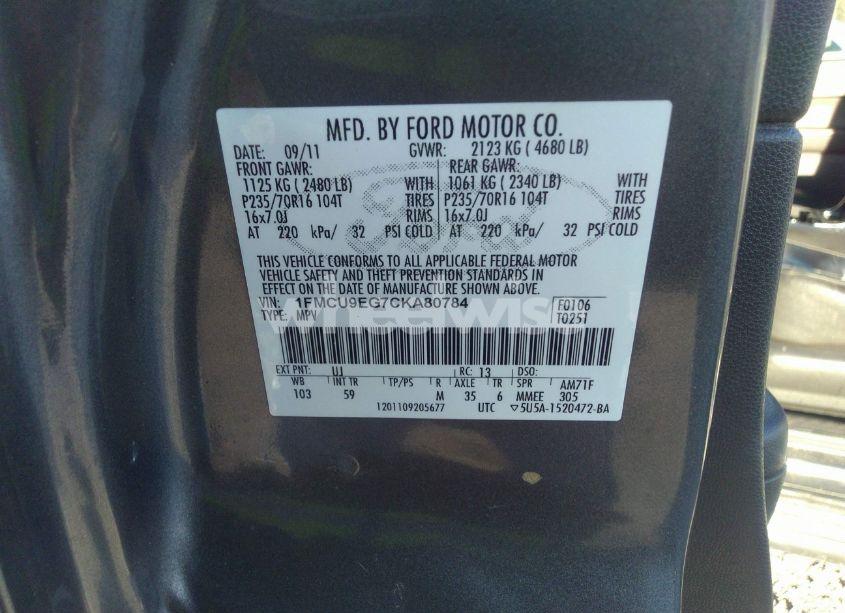 MFD. BY FORD MOTOR CO.
DATE: 09/11 GVWR: 2123 KG ( 4680 LB)
FRONT GAWR: REAR GAWR:
1125 KG ( 2480 LB) WITH 1061 KG ( 2340 LB) WITH
P235/70R16 104T TIRES P235/70R16 104T TIRES
16x7.0J RIMS 16x7.0J RIMS
AT 220 kPa/ 32 PSI COLD AT 220 kPa/ 32 PSI COLD
THIS VEHICLE CONFORMS TO ALL APPLICABLE FEDERAL MOTOR
VEHICLE SAFETY AND THEFT PREVENTION STANDARDS IN
EFFECT ON THE DATE OF MANUFACTURE SHOWN ABOVE.
VIN: 1FMCU9EG7CKA80784 F0106
TYPE: MPV T0251
wheelwise
EXT PNT: UJ RC: 13 DSO:
WB INT TR TP/PS R AXLE TR SPR AM71F
103 59 M 35 6 MMEE 305
1201109205677 UTC ▽5U5A-1520472-BA